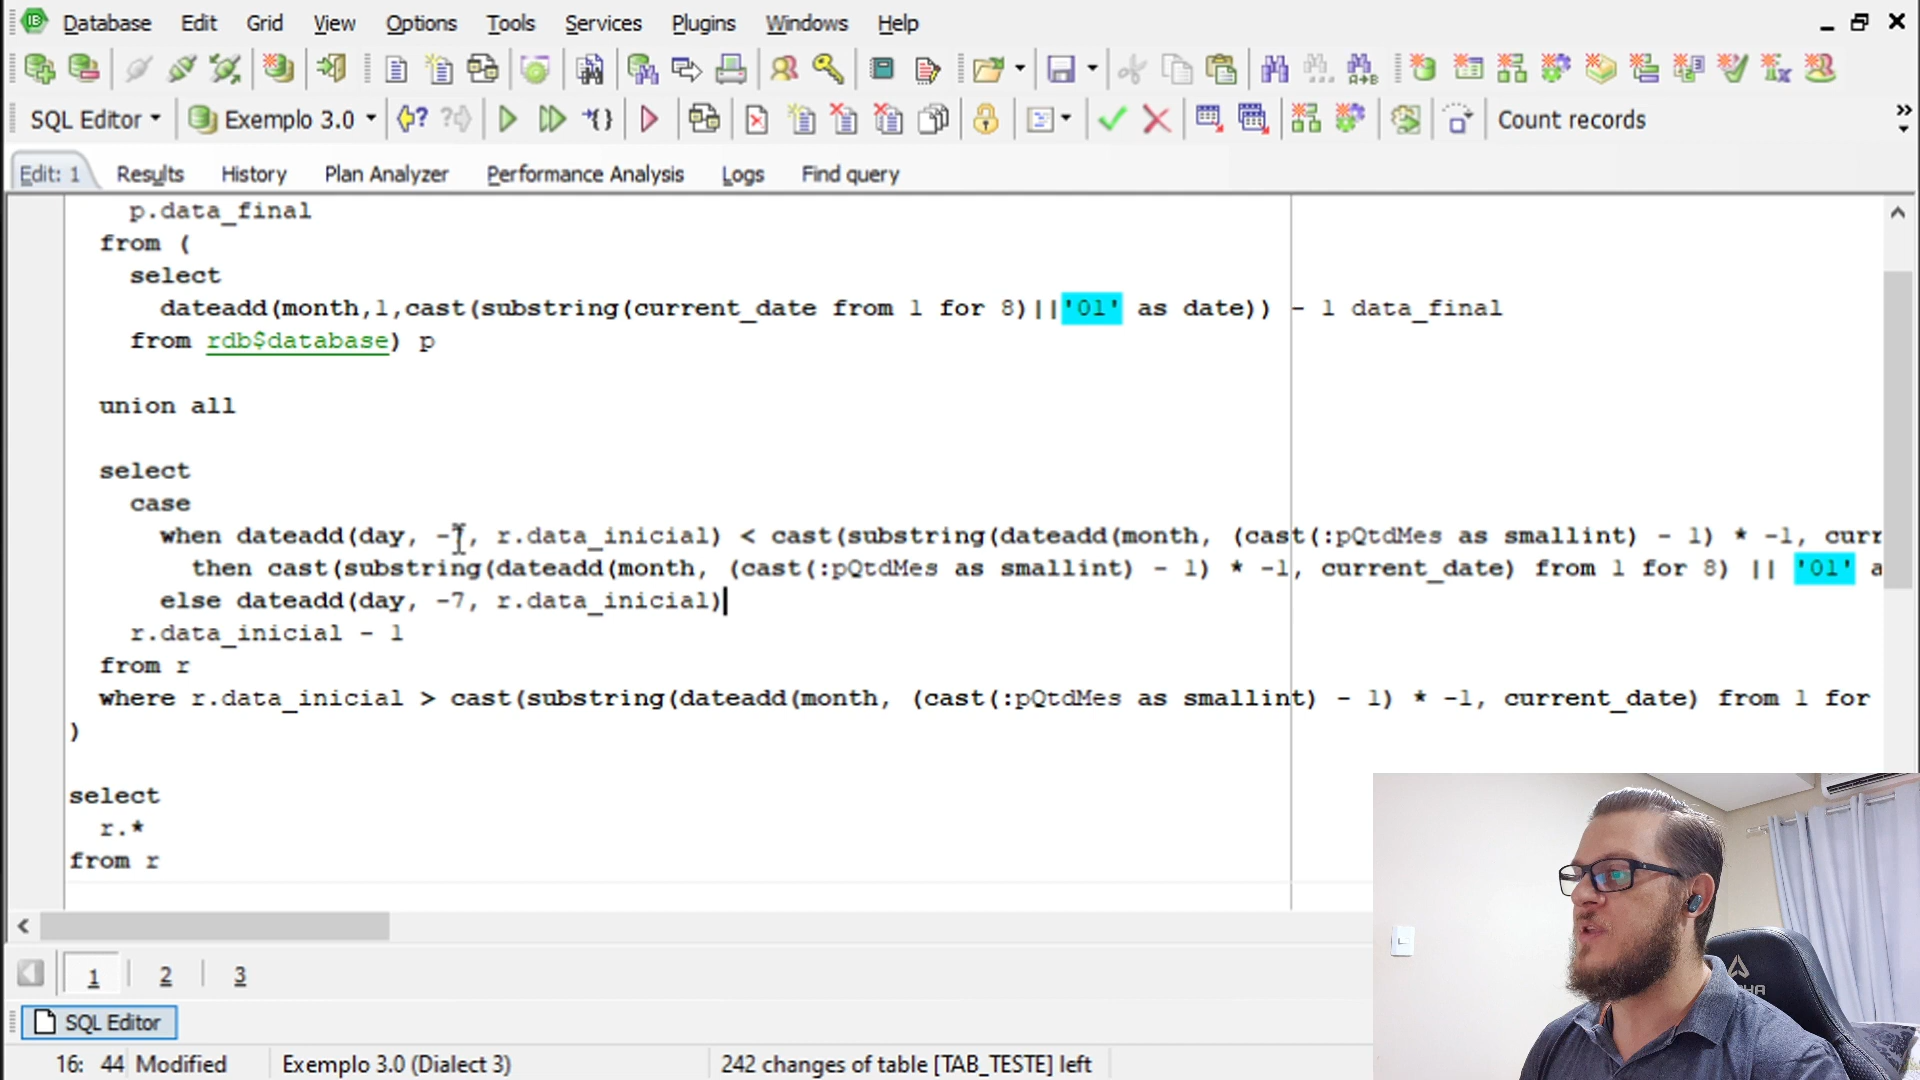 Database Edit Grid View Options Tools Services Plugins Windows Help
SQL Editor Exemplo 3.0 Count records
Edit: 1 Results History Plan Analyzer Performance Analysis Logs Find query
p.data_final
from (
select
dateadd(month,1,cast(substring(current_date from 1 for 8)||'01' as date)) - 1 data_final
from rdb$database) p
union all
select
case
when dateadd(day, -7, r.data_inicial) < cast(substring(dateadd(month, (cast(:pQtdMes as smallint) - 1) * -1, curr
then cast(substring(dateadd(month, (cast(:pQtdMes as smallint) - 1) * -1, current_date) from 1 for 8) || '01' a
else dateadd(day, -7, r.data_inicial)
r.data_inicial - 1
from r
where r.data_inicial > cast(substring(dateadd(month, (cast(:pQtdMes as smallint) - 1) * -1, current_date) from 1 for
)
select
r.*
from r
1 2 3
SQL Editor
16: 44 Modified Exemplo 3.0 (Dialect 3) 242 changes of table [TAB_TESTE] left